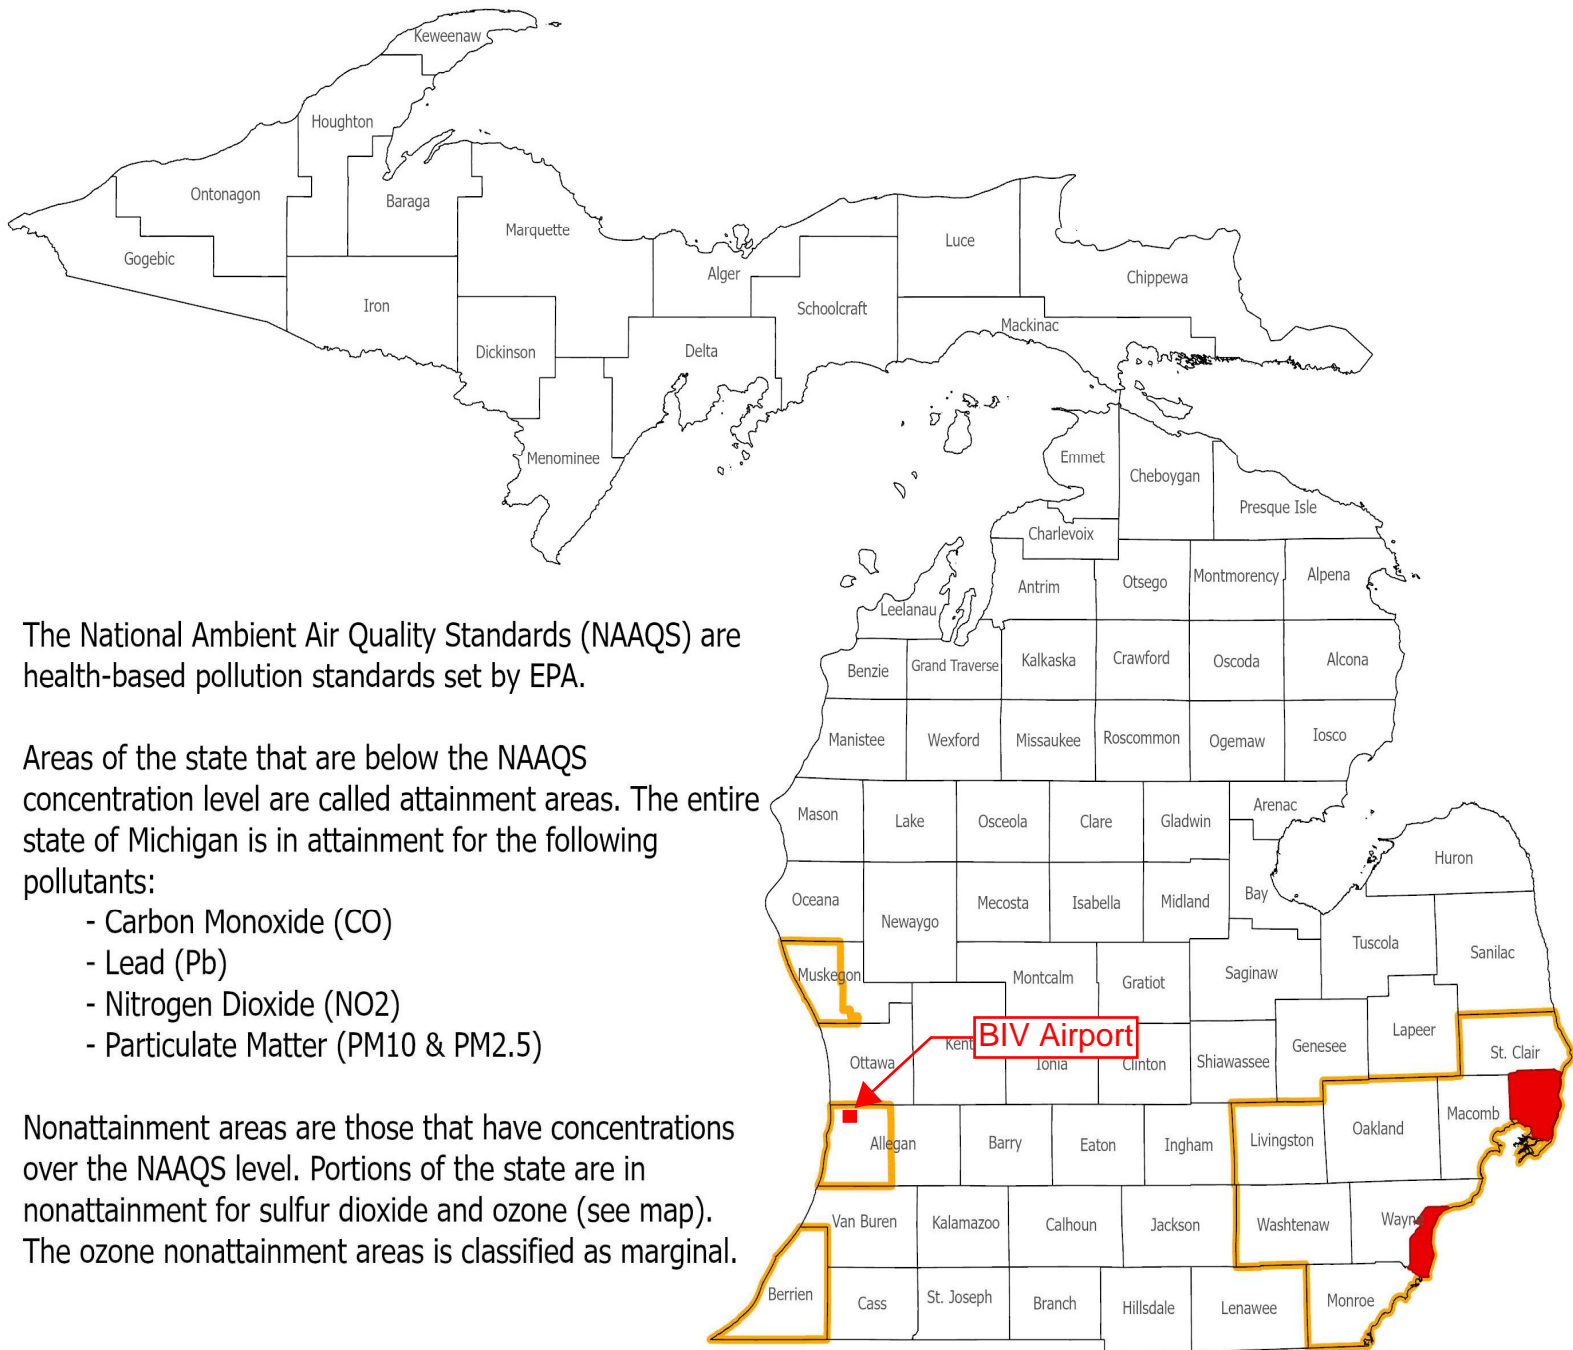 Keweenaw
Houghton
Ontonagon
Baraga
Marquette
Gogebic
Luce
Alger
Chippewa
Iron
Schoolcraft
Mackinac
Dickinson
Delta
Menominee
Emmet
Cheboygan
Presque Isle
Charlevoix
Antrim
Otsego
Montmorency
Alpena
Leelanau
Benzie
Grand Traverse
Kalkaska
Crawford
Oscoda
Alcona
Manistee
Wexford
Missaukee
Roscommon
Ogemaw
Iosco
Mason
Lake
Osceola
Clare
Gladwin
Arenac
Huron
Oceana
Newaygo
Mecosta
Isabella
Midland
Bay
Tuscola
Sanilac
Muskegon
Montcalm
Gratiot
Saginaw
Ottawa
Kent
BIV Airport
Ionia
Clinton
Shiawassee
Genesee
Lapeer
St. Clair
Allegan
Barry
Eaton
Ingham
Livingston
Oakland
Macomb
Van Buren
Kalamazoo
Calhoun
Jackson
Washtenaw
Wayne
Berrien
Cass
St. Joseph
Branch
Hillsdale
Lenawee
Monroe
The National Ambient Air Quality Standards (NAAQS) are
health-based pollution standards set by EPA.
Areas of the state that are below the NAAQS
concentration level are called attainment areas. The entire
state of Michigan is in attainment for the following
pollutants:
- Carbon Monoxide (CO)
- Lead (Pb)
- Nitrogen Dioxide (NO2)
- Particulate Matter (PM10 & PM2.5)
Nonattainment areas are those that have concentrations
over the NAAQS level. Portions of the state are in
nonattainment for sulfur dioxide and ozone (see map).
The ozone nonattainment areas is classified as marginal.